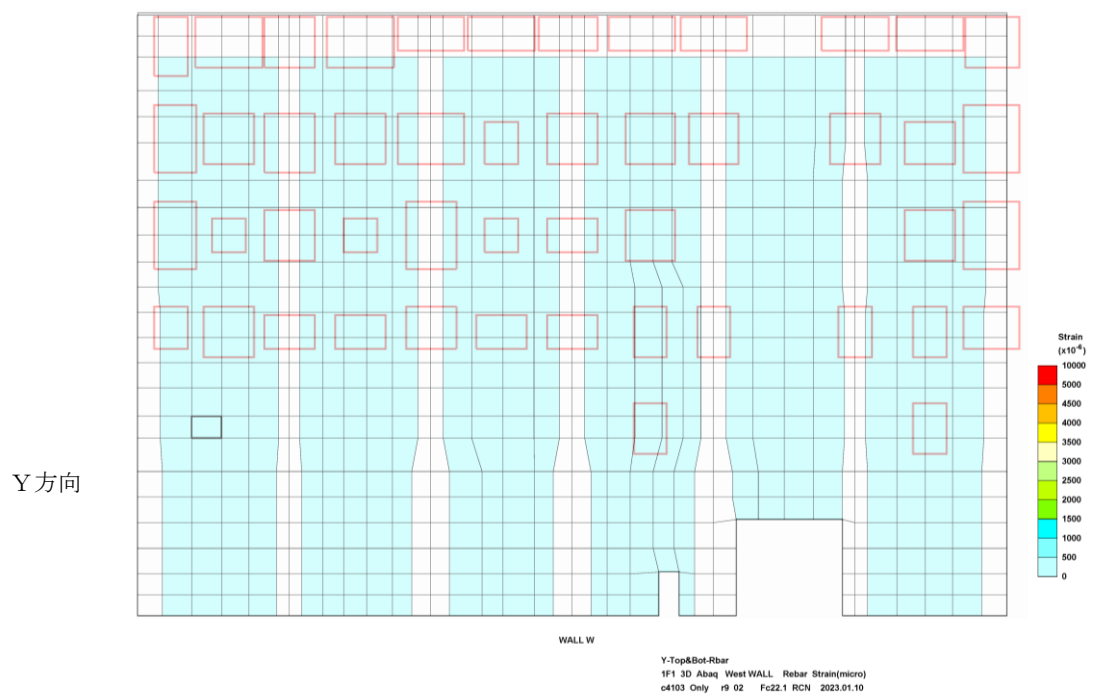 Strain
(x10⁻⁶)
10000
5000
4500
4000
3500
3000
2500
2000
1500
1000
500
0
Y方向
WALL W
Y-Top&Bot-Rbar
1F1 3D Abaq West WALL Rebar Strain(micro)
c4103 Only r9 02 Fc22.1 RCN 2023.01.10